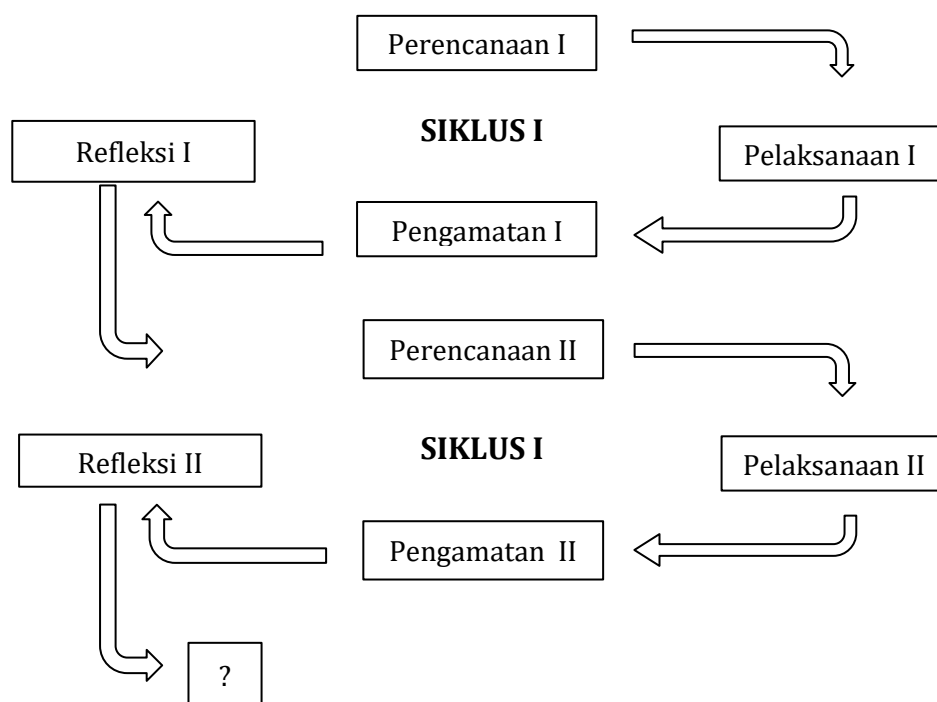 Perencanaan I
SIKLUS I
Refleksi I
Pelaksanaan I
Pengamatan I
Perencanaan II
SIKLUS I
Refleksi II
Pelaksanaan II
Pengamatan  II
?